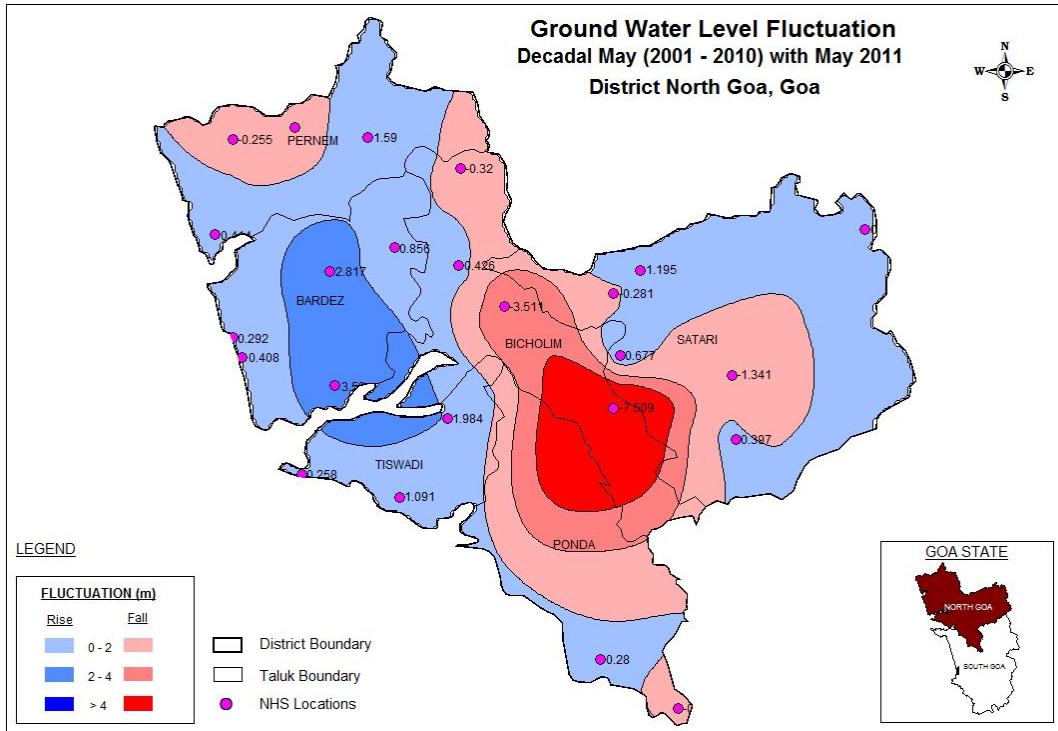 Ground Water Level Fluctuation
Decadal May (2001 - 2010) with May 2011
District North Goa, Goa
N
W E
S
-0.255
PERNEM
1.59
-0.32
0.856
0.426
2.817
BARDEZ
1.195
-0.281
-3.511
BICHOLIM
SATARI
0.292
0.408
0.677
-1.341
-7.509
1.984
0.397
TISWADI
0.258
1.091
PONDA
0.28
LEGEND
FLUCTUATION (m)
Rise Fall
0 - 2
2 - 4
> 4
District Boundary
Taluk Boundary
NHS Locations
GOA STATE
NORTH GOA
SOUTH GOA